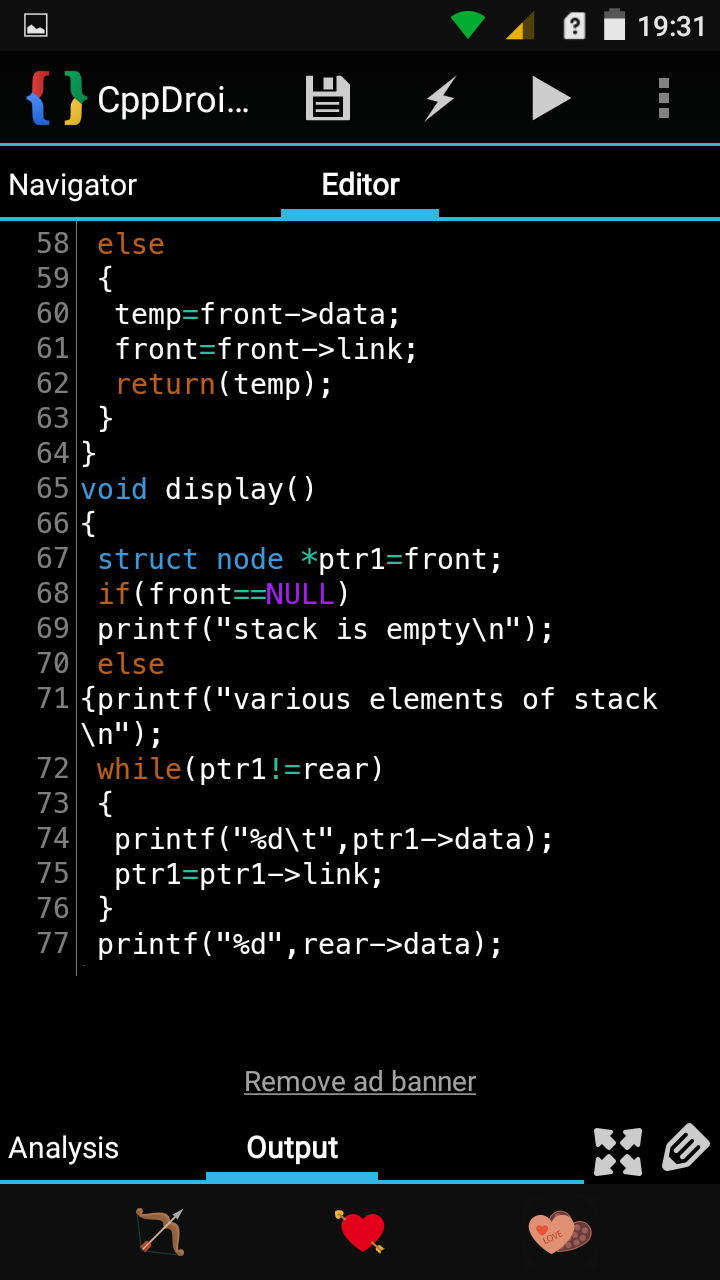 19:31
CppDroi...
Navigator Editor
58 else
59 {
60 temp=front->data;
61 front=front->link;
62 return(temp);
63 }
64 }
65 void display()
66 {
67 struct node *ptr1=front;
68 if(front==NULL)
69 printf("stack is empty\n");
70 else
71 {printf("various elements of stack
\n");
72 while(ptr1!=rear)
73 {
74 printf("%d\t",ptr1->data);
75 ptr1=ptr1->link;
76 }
77 printf("%d",rear->data);
Remove ad banner
Analysis Output
LOVE